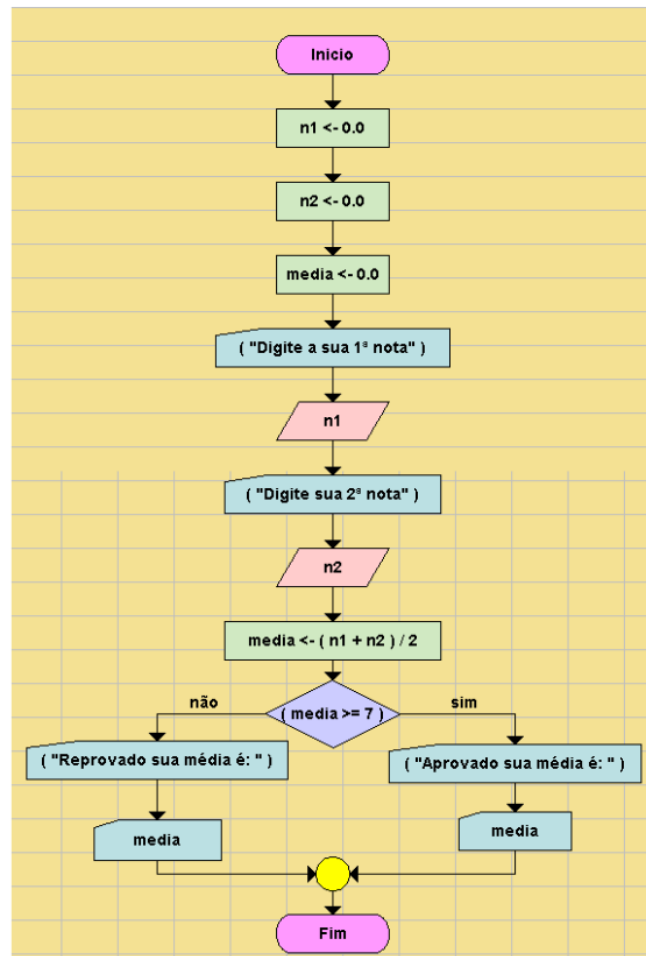 Inicio
n1 <- 0.0
n2 <- 0.0
media <- 0.0
( "Digite a sua 1ª nota" )
n1
( "Digite sua 2ª nota" )
n2
media <- ( n1 + n2 ) / 2
( media >= 7 )
não
sim
( "Reprovado sua média é: " )
( "Aprovado sua média é: " )
media
media
Fim